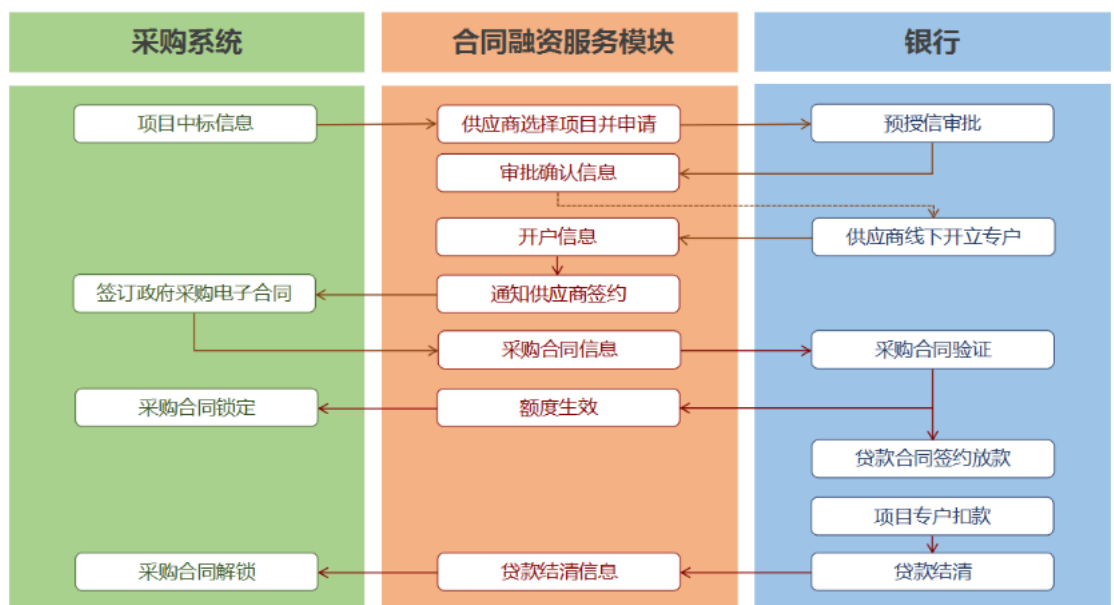 采购系统
合同融资服务模块
银行
项目中标信息
供应商选择项目并申请
预授信审批
审批确认信息
开户信息
供应商线下开立专户
签订政府采购电子合同
通知供应商签约
采购合同信息
采购合同验证
采购合同锁定
额度生效
贷款合同签约放款
项目专户扣款
采购合同解锁
贷款结清信息
贷款结清